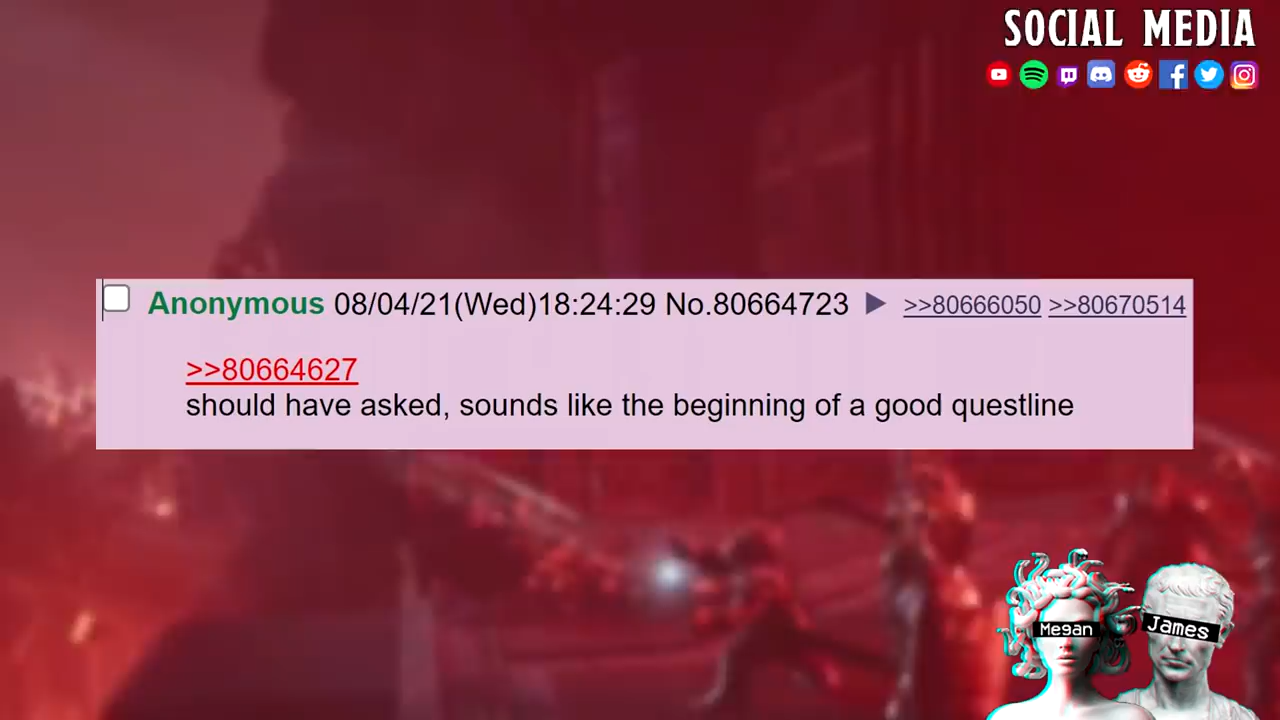 SOCIAL MEDIA
Anonymous 08/04/21(Wed)18:24:29 No.80664723 ▶ >>80666050 >>80670514
>>80664627
should have asked, sounds like the beginning of a good questline
Megan
James